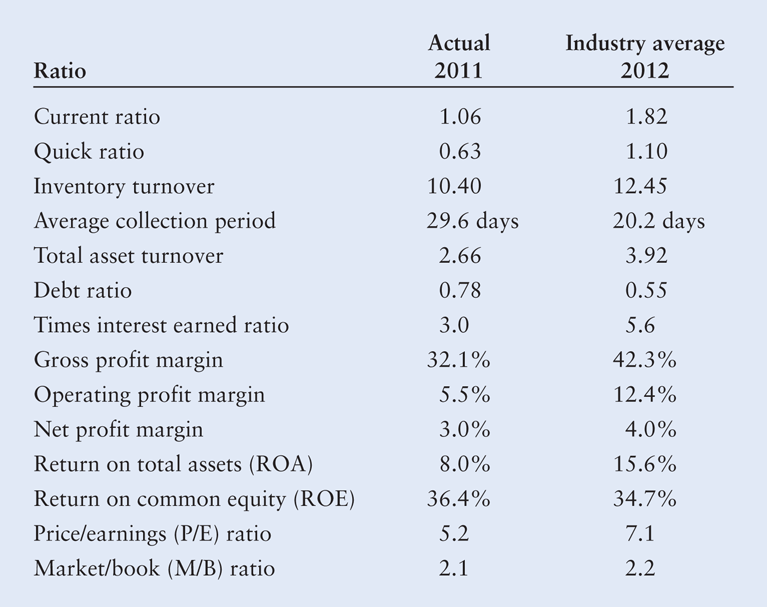 Actual Industry average
Ratio 2011 2012
Current ratio 1.06 1.82
Quick ratio 0.63 1.10
Inventory turnover 10.40 12.45
Average collection period 29.6 days 20.2 days
Total asset turnover 2.66 3.92
Debt ratio 0.78 0.55
Times interest earned ratio 3.0 5.6
Gross profit margin 32.1% 42.3%
Operating profit margin 5.5% 12.4%
Net profit margin 3.0% 4.0%
Return on total assets (ROA) 8.0% 15.6%
Return on common equity (ROE) 36.4% 34.7%
Price/earnings (P/E) ratio 5.2 7.1
Market/book (M/B) ratio 2.1 2.2